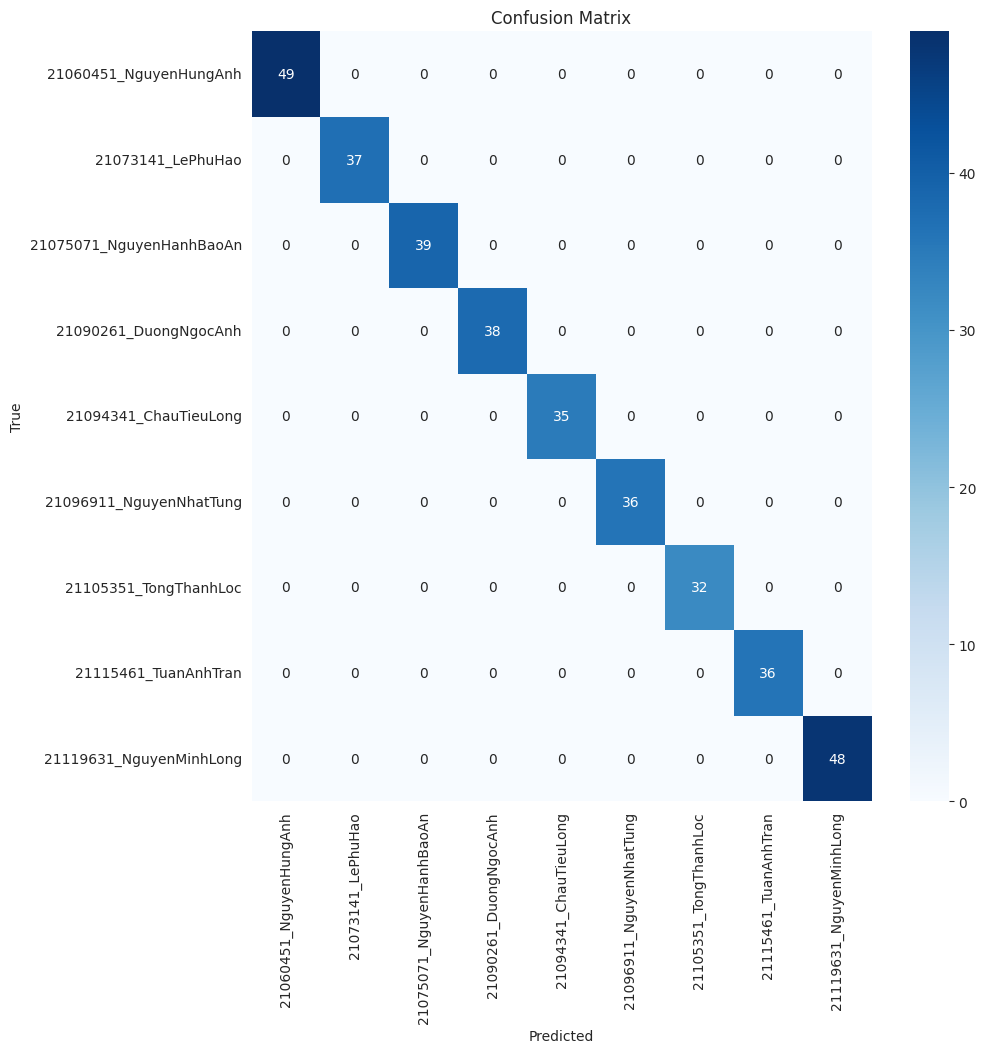 Confusion Matrix
True
21060451_NguyenHungAnh 49 0 0 0 0 0 0 0 0
21073141_LePhuHao 0 37 0 0 0 0 0 0 0
21075071_NguyenHanhBaoAn 0 0 39 0 0 0 0 0 0
21090261_DuongNgocAnh 0 0 0 38 0 0 0 0 0
21094341_ChauTieuLong 0 0 0 0 35 0 0 0 0
21096911_NguyenNhatTung 0 0 0 0 0 36 0 0 0
21105351_TongThanhLoc 0 0 0 0 0 0 32 0 0
21115461_TuanAnhTran 0 0 0 0 0 0 0 36 0
21119631_NguyenMinhLong 0 0 0 0 0 0 0 0 48
21060451_NguyenHungAnh
21073141_LePhuHao
21075071_NguyenHanhBaoAn
21090261_DuongNgocAnh
21094341_ChauTieuLong
21096911_NguyenNhatTung
21105351_TongThanhLoc
21115461_TuanAnhTran
21119631_NguyenMinhLong
Predicted
40
30
20
10
0